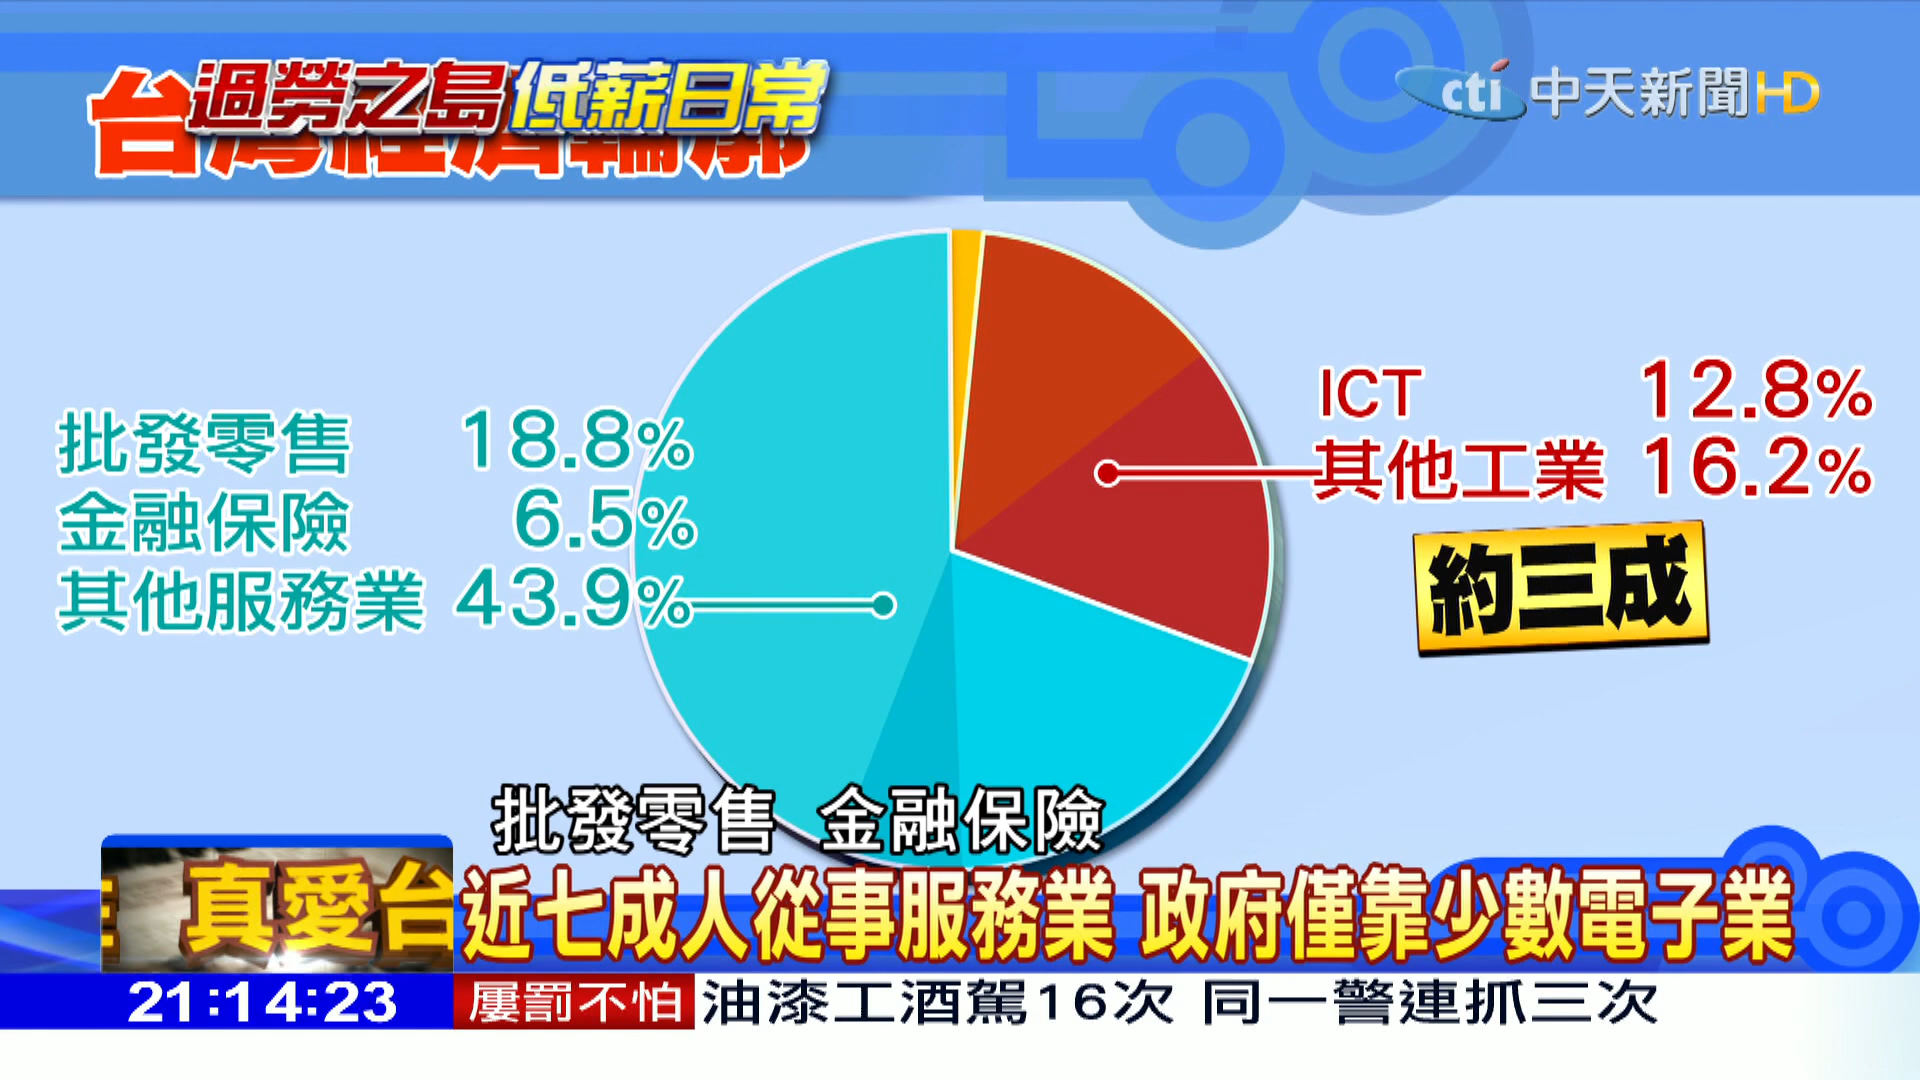 過勞之島 低薪日常
台灣經濟輪廓
cti 中天新聞HD
批發零售 18.8%
金融保險 6.5%
其他服務業 43.9%
ICT 12.8%
其他工業 16.2%
約三成
批發零售 金融保險
真愛台
近七成人從事服務業 政府僅靠少數電子業
21:14:23
屢罰不怕 油漆工酒駕16次 同一警連抓三次